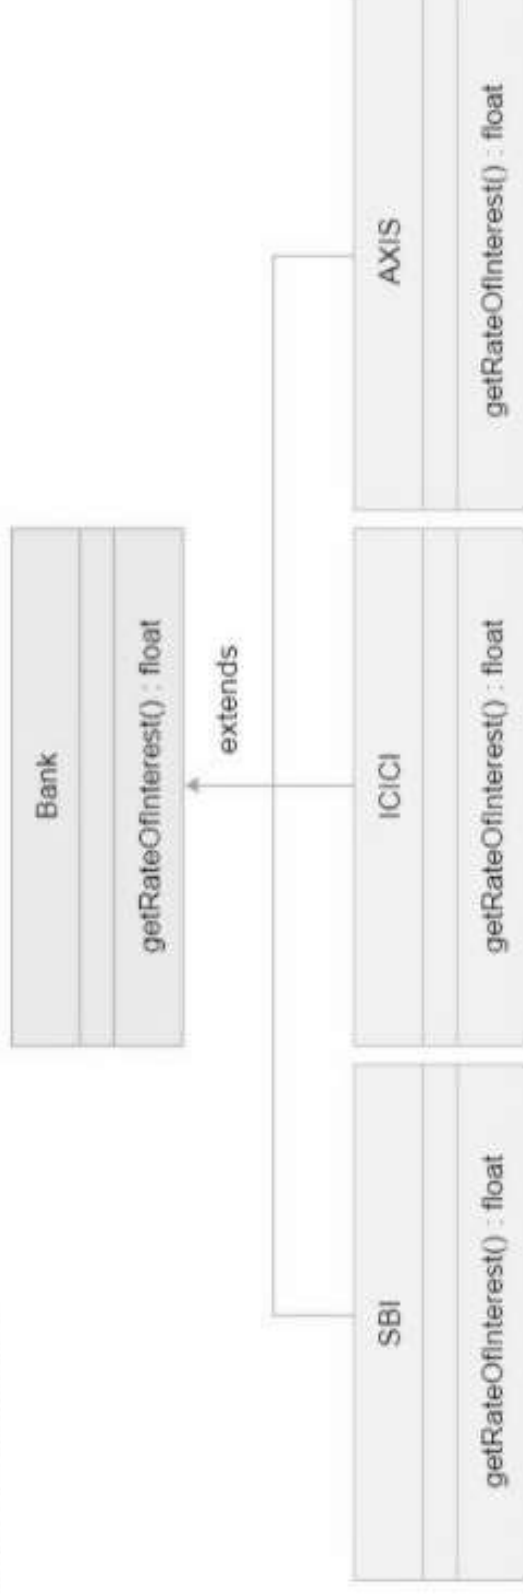 Bank
getRateOfInterest() : float
extends
SBI
getRateOfInterest() : float
ICICI
getRateOfInterest() : float
AXIS
getRateOfInterest() : float